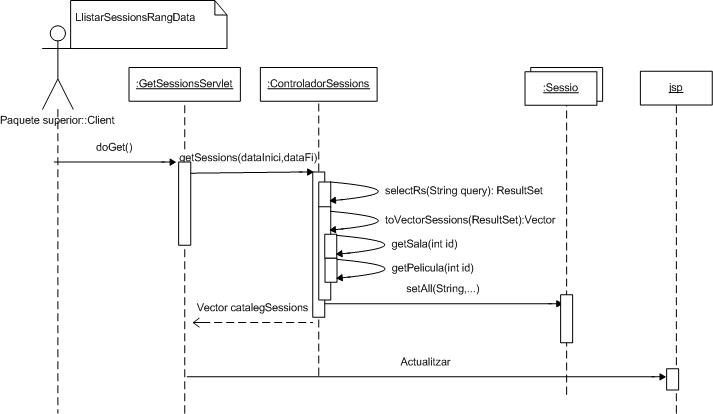 LlistarSessionsRangData
:GetSessionsServlet
:ControladorSessions
:Sessio
jsp
Paquete superior::Client
doGet()
getSessions(dataInici,dataFi)
selectRs(String query): ResultSet
toVectorSessions(ResultSet):Vector
getSala(int id)
getPelicula(int id)
setAll(String,...)
Vector catalegSessions
Actualitzar